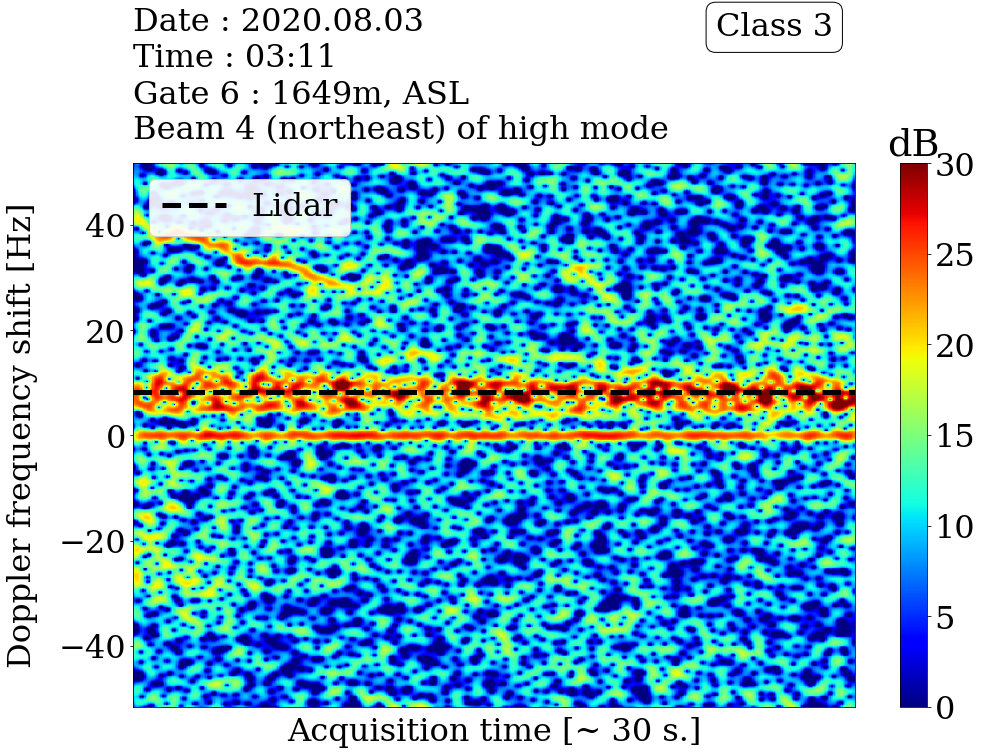 Date : 2020.08.03
Time : 03:11
Gate 6 : 1649m, ASL
Beam 4 (northeast) of high mode
Class 3
dB
Lidar
Doppler frequency shift [Hz]
40
20
0
−20
−40
Acquisition time [~ 30 s.]
30
25
20
15
10
5
0